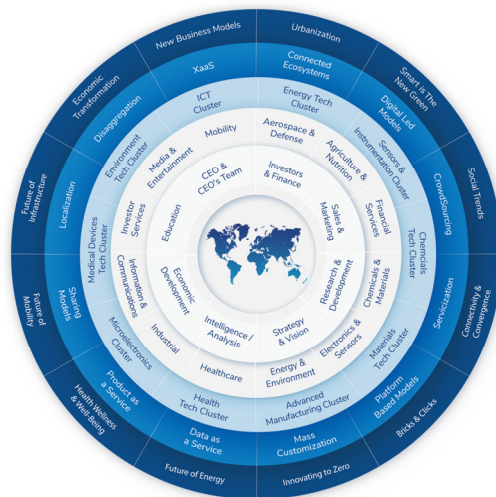 New Business Models
Urbanization
Smart is The
New Green
Social Trends
Connectivity &
Convergence
Bricks & Clicks
Innovating to Zero
Future of Energy
Health Wellness
& Well-Being
Future of
Mobility
Future of
Infrastructure
Economic
Transformation
XaaS
Connected
Ecosystems
Digital Led
Models
CrowdSourcing
Servicization
Platform
Based Models
Mass
Customization
Data as
a Service
Product as
a Service
Sharing
Models
Localization
Disaggregation
ICT
Cluster
Energy Tech
Cluster
Sensors &
Instrumentation Cluster
Chemcials
Tech Cluster
Materials
Tech Cluster
Advanced
Manufacturing Cluster
Health
Tech Cluster
Microelectronics
Cluster
Medical Devices
Tech Cluster
Environment
Tech Cluster
Mobility
Aerospace &
Defense
Agriculture &
Nutrition
Financial
Services
Chemicals &
Materials
Electronics &
Sensors
Energy &
Environment
Healthcare
Industrial
Information &
Communications
Investor
Services
Media &
Entertainment
CEO &
CEO's Team
Investors
& Finance
Sales &
Marketing
Research &
Development
Strategy
& Vision
Intelligence /
Analysis
Economic
Development
Education